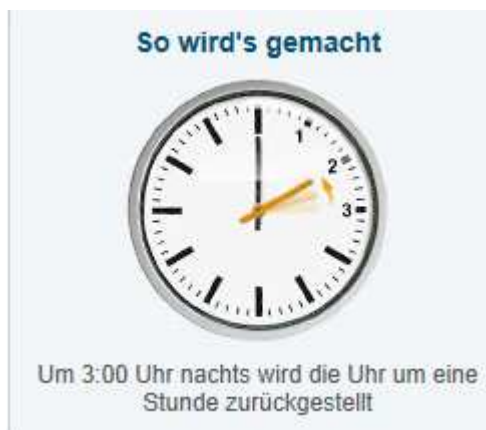 So wird's gemacht
1
2
3
Um 3:00 Uhr nachts wird die Uhr um eine
Stunde zurückgestellt